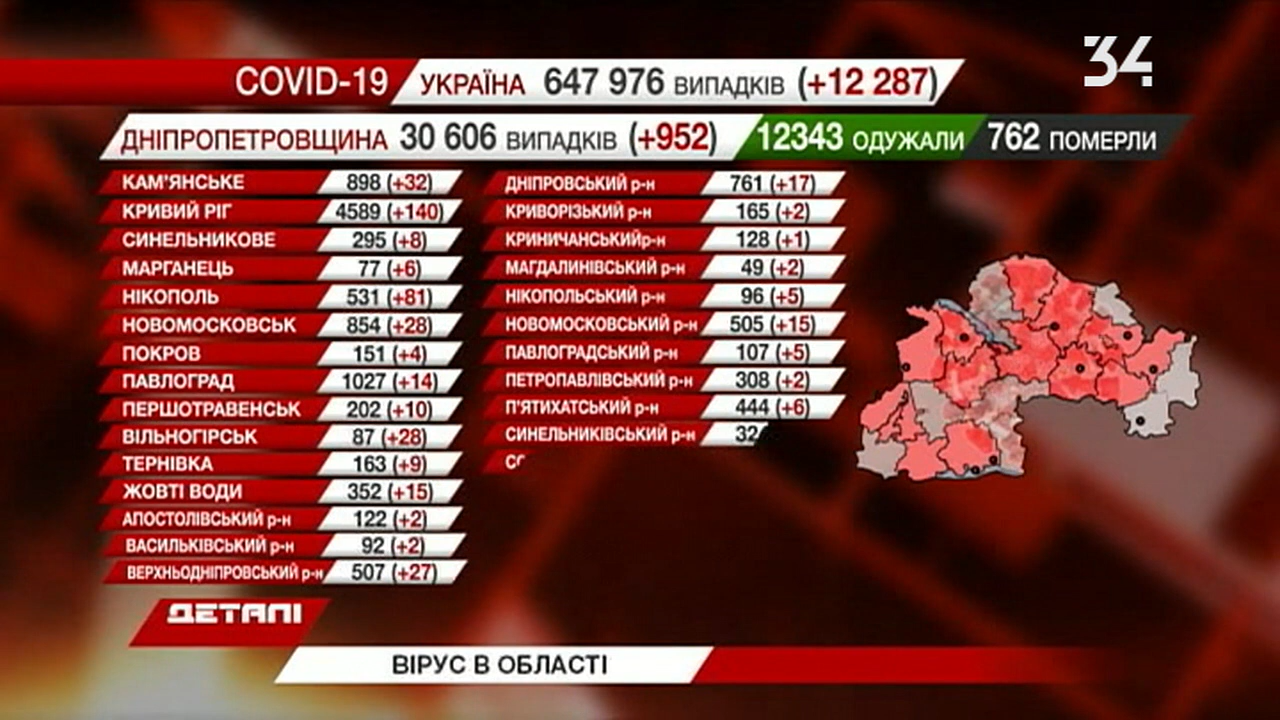 34
COVID-19 УКРАЇНА 647 976 ВИПАДКІВ (+12 287)
ДНІПРОПЕТРОВЩИНА 30 606 ВИПАДКІВ (+952) 12343 ОДУЖАЛИ 762 ПОМЕРЛИ
КАМ'ЯНСЬКЕ 898 (+32)
КРИВИЙ РІГ 4589 (+140)
СИНЕЛЬНИКОВЕ 295 (+8)
МАРГАНЕЦЬ 77 (+6)
НІКОПОЛЬ 531 (+81)
НОВОМОСКОВСЬК 854 (+28)
ПОКРОВ 151 (+4)
ПАВЛОГРАД 1027 (+14)
ПЕРШОТРАВЕНСЬК 202 (+10)
ВІЛЬНОГІРСЬК 87 (+28)
ТЕРНІВКА 163 (+9)
ЖОВТІ ВОДИ 352 (+15)
АПОСТОЛІВСЬКИЙ р-н 122 (+2)
ВАСИЛЬКІВСЬКИЙ р-н 92 (+2)
ВЕРХНЬОДНІПРОВСЬКИЙ р-н 507 (+27)
ДНІПРОВСЬКИЙ р-н 761 (+17)
КРИВОРІЗЬКИЙ р-н 165 (+2)
КРИНИЧАНСЬКИЙр-н 128 (+1)
МАГДАЛИНІВСЬКИЙ р-н 49 (+2)
НІКОПОЛЬСЬКИЙ р-н 96 (+5)
НОВОМОСКОВСЬКИЙ р-н 505 (+15)
ПАВЛОГРАДСЬКИЙ р-н 107 (+5)
ПЕТРОПАВЛІВСЬКИЙ р-н 308 (+2)
П'ЯТИХАТСЬКИЙ р-н 444 (+6)
СИНЕЛЬНИКІВСЬКИЙ р-н
ДЕТАЛІ
ВІРУС В ОБЛАСТІ